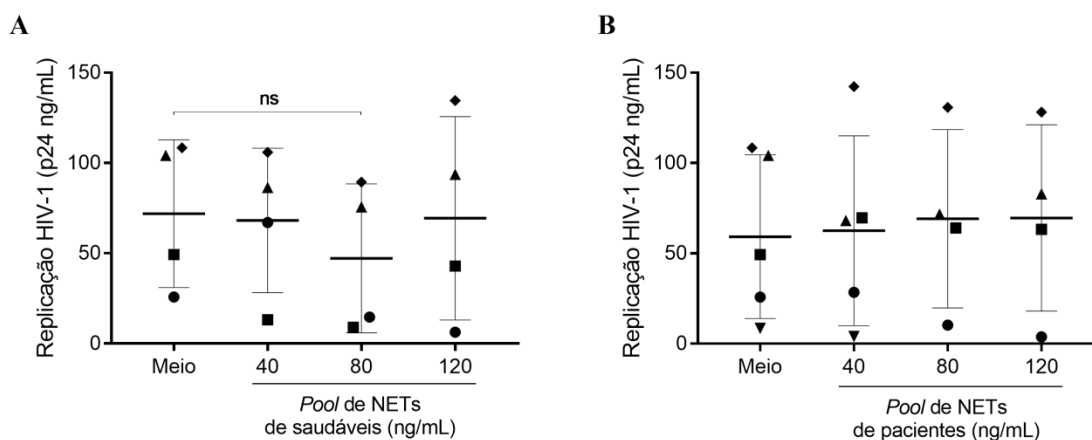 A
Replicação HIV-1 (p24 ng/mL)
150
100
50
0
ns
Meio 40 80 120
Pool de NETs
de saudáveis (ng/mL)
B
Replicação HIV-1 (p24 ng/mL)
150
100
50
0
Meio 40 80 120
Pool de NETs
de pacientes (ng/mL)